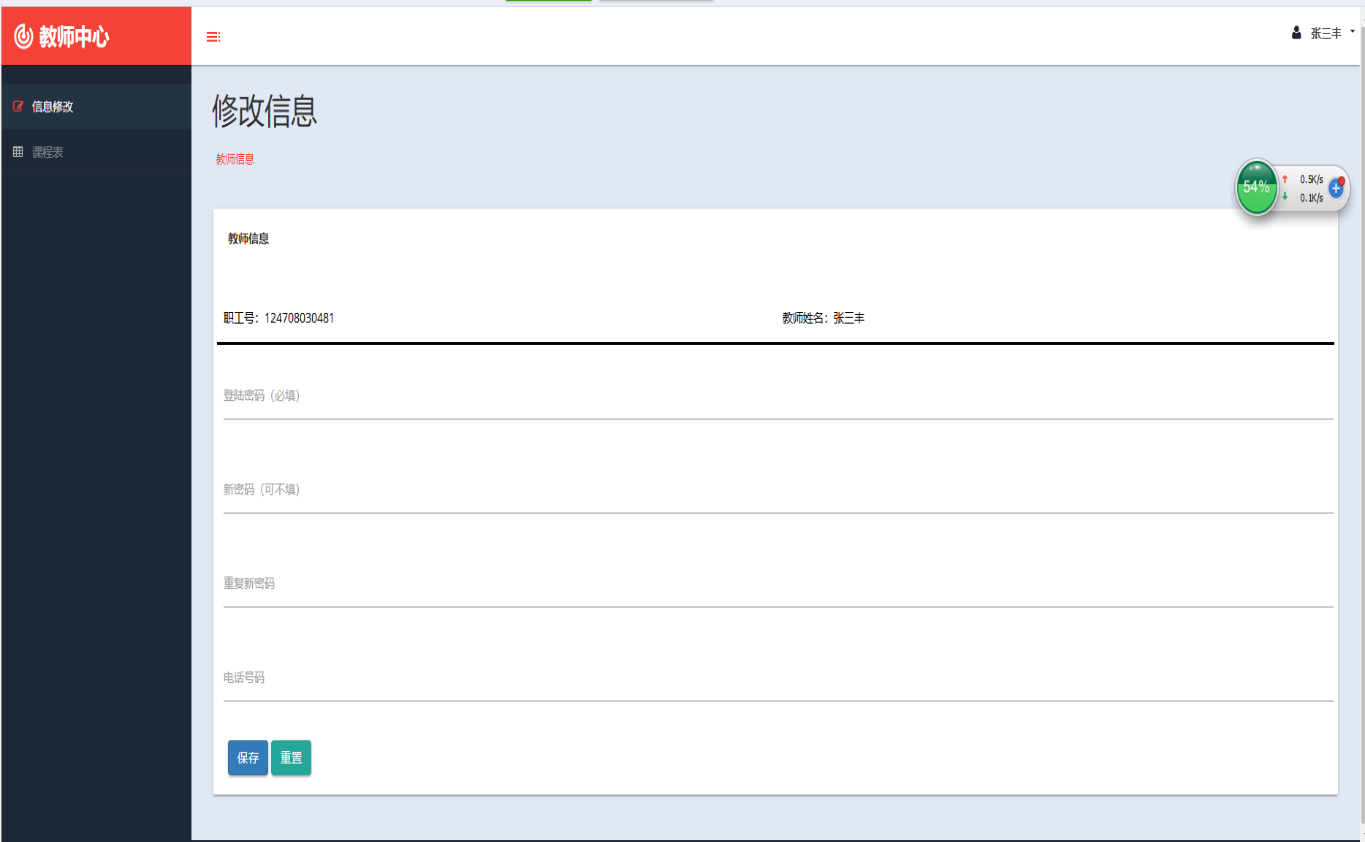 教师中心
张三丰
信息修改
课程表
修改信息
教师信息
54%
0.5K/s
0.1K/s
教师信息
职工号：124708030481
教师姓名：张三丰
登陆密码（必填）
新密码（可不填）
重复新密码
电话号码
保存
重置